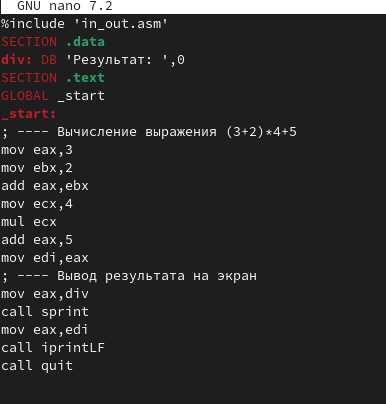 GNU nano 7.2
%include 'in_out.asm'
SECTION .data
div: DB 'Результат: ',0
SECTION .text
GLOBAL _start
_start:
; ---- Вычисление выражения (3+2)*4+5
mov eax,3
mov ebx,2
add eax,ebx
mov ecx,4
mul ecx
add eax,5
mov edi,eax
; ---- Вывод результата на экран
mov eax,div
call sprint
mov eax,edi
call iprintLF
call quit